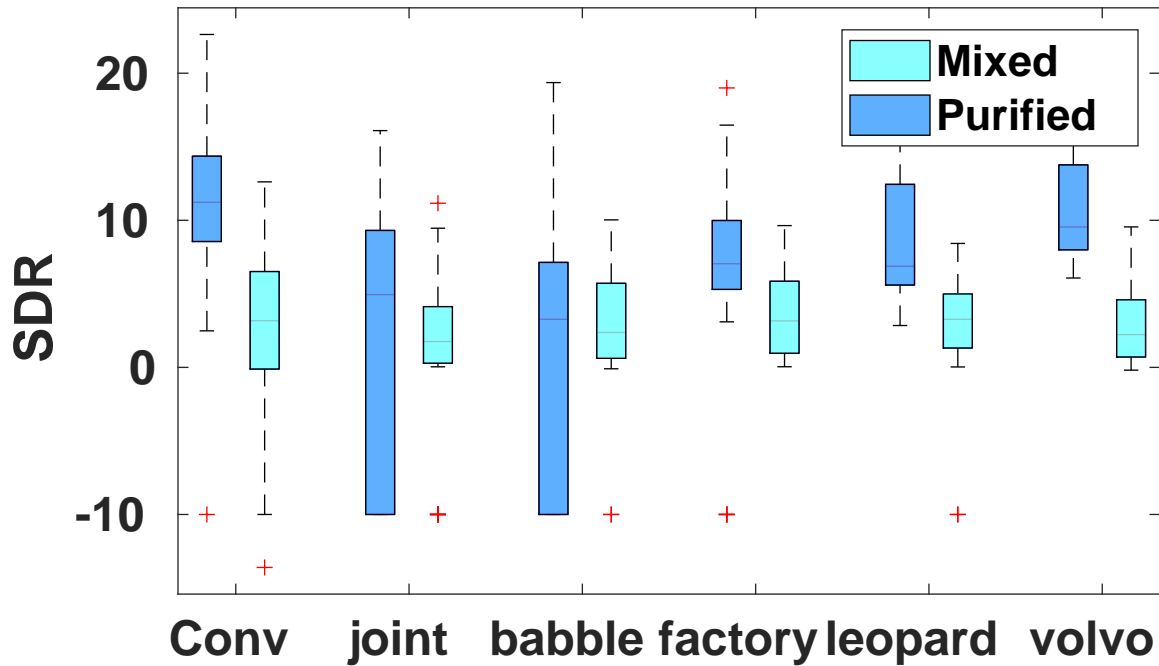 20
10
0
-10
SDR
Mixed
Purified
Conv joint babble factory leopard volvo